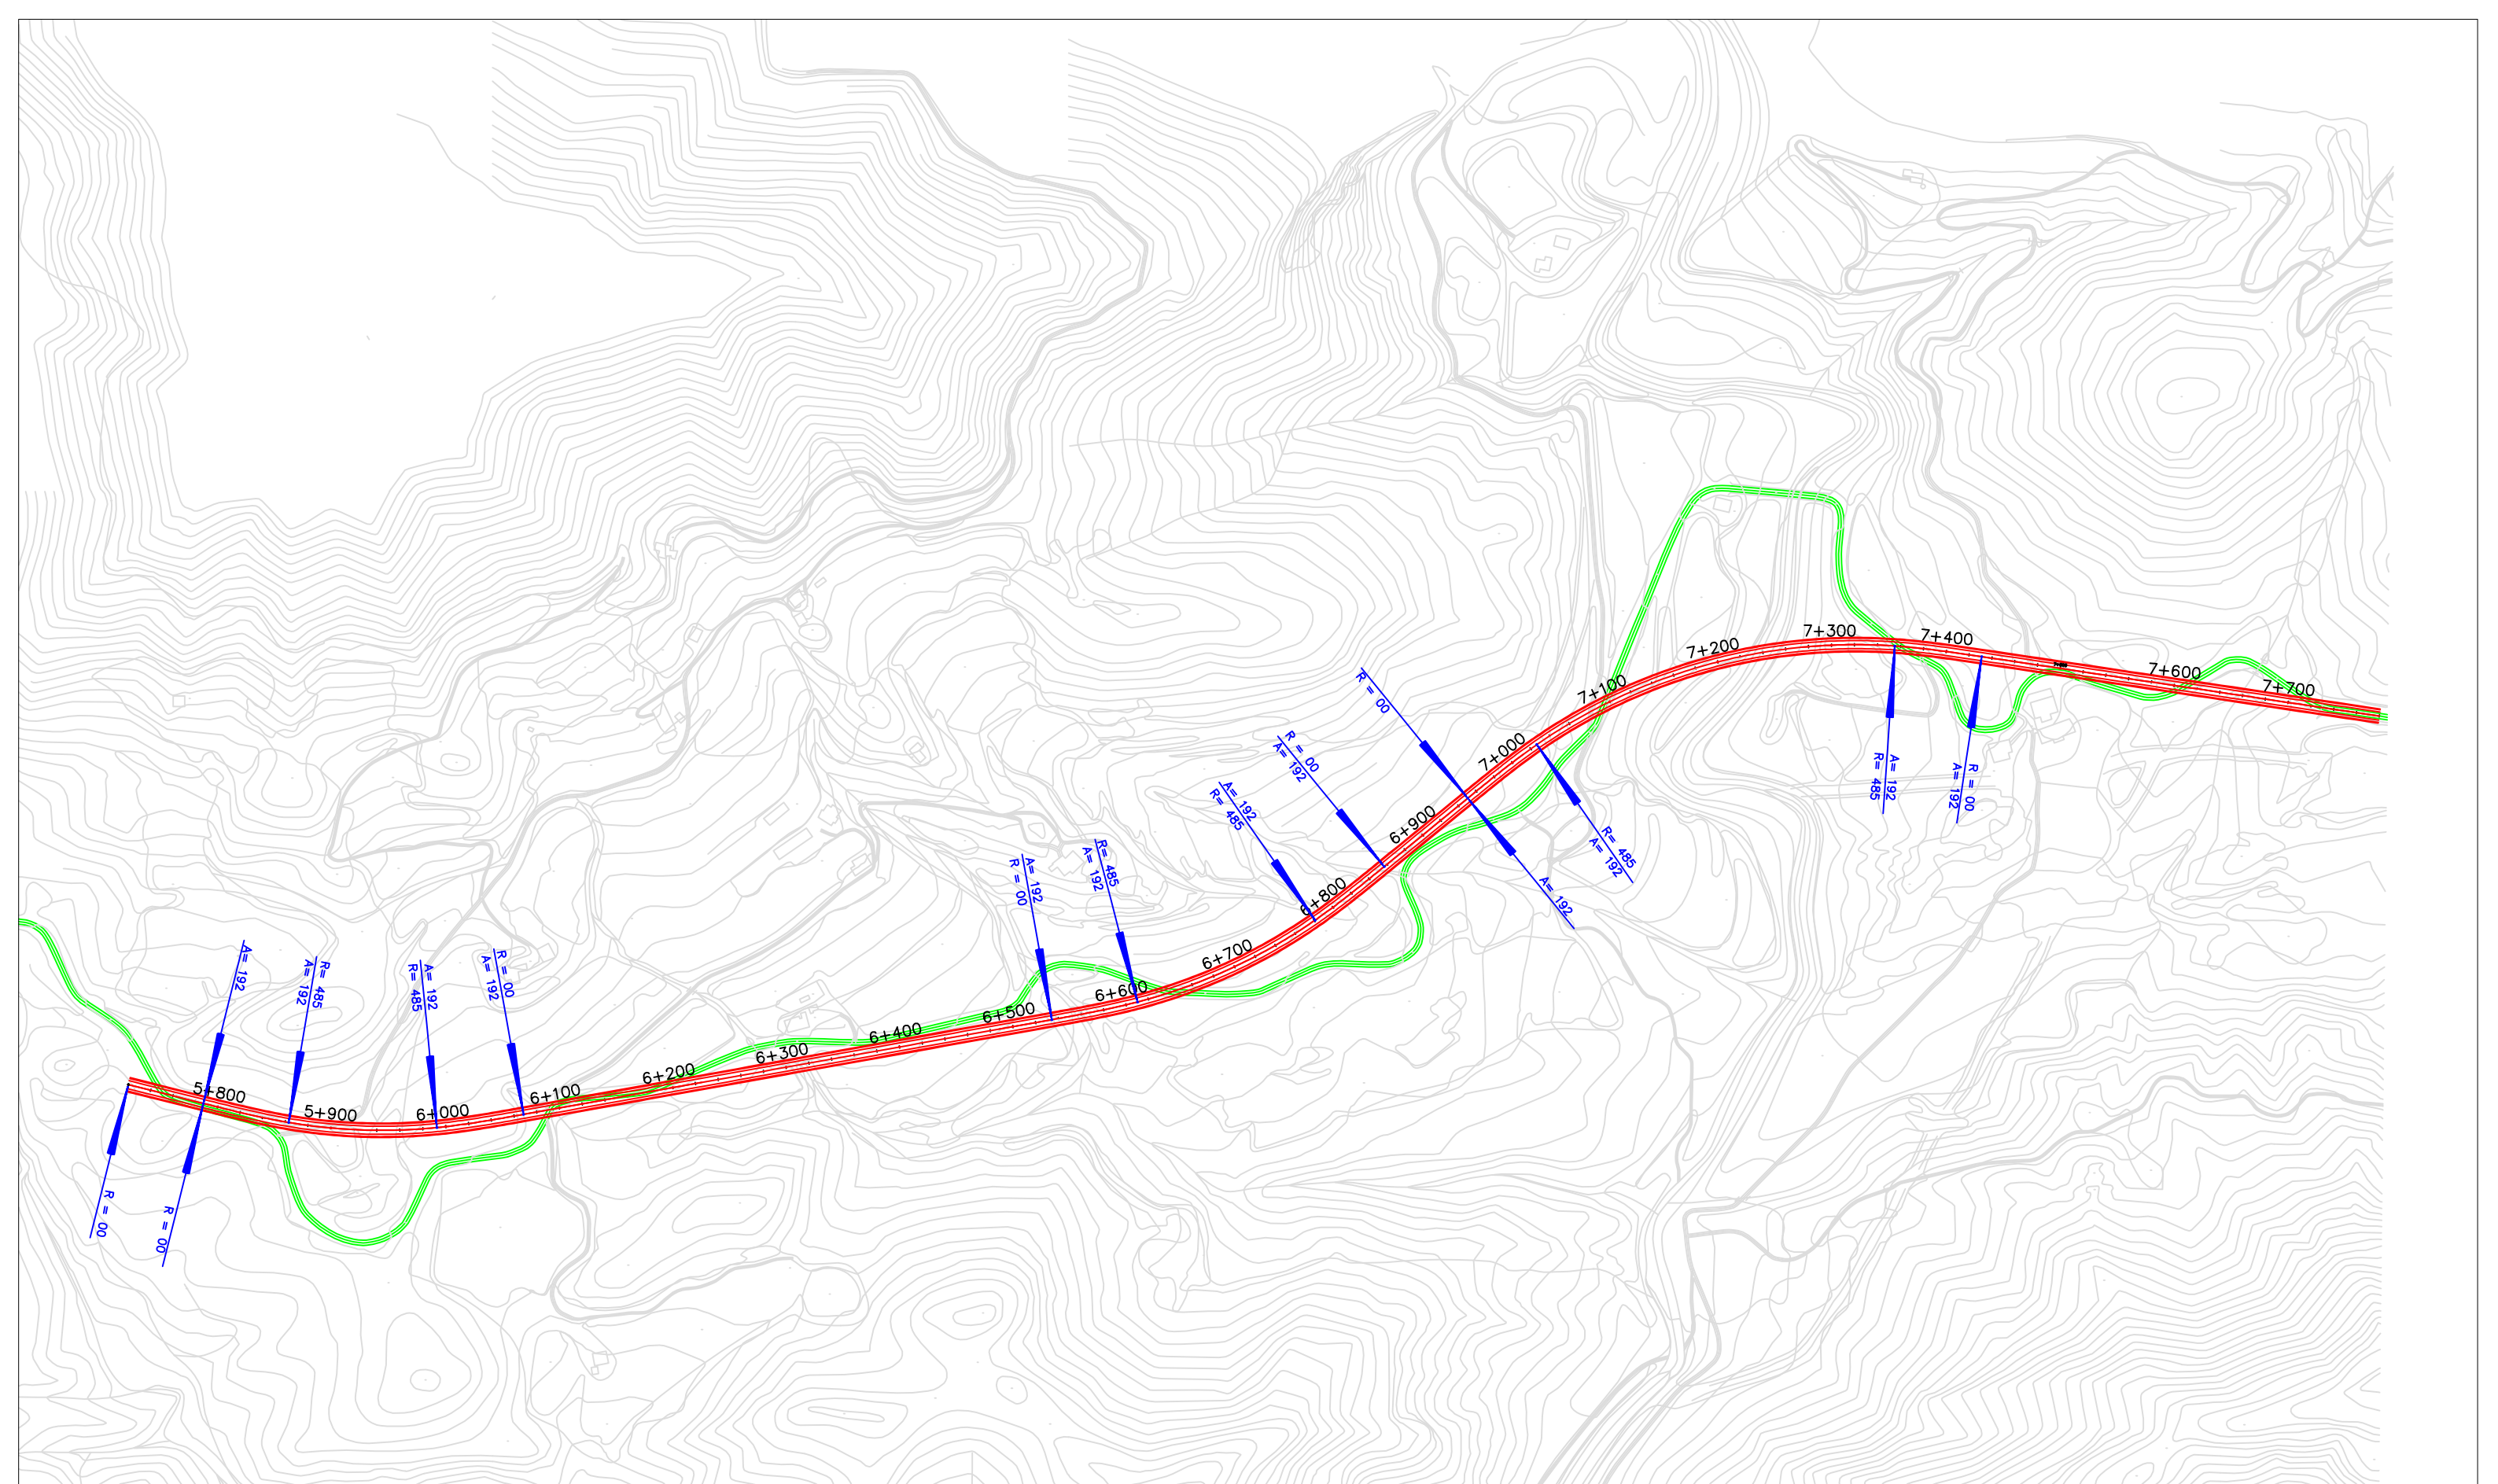 5+800
5+900
6+000
6+100
6+200
6+300
6+400
6+500
6+600
6+700
6+800
6+900
7+000
7+100
7+200
7+300
7+400
7+600
7+700
R = 00
A= 192
R = 00
R= 485
A= 192
A= 192
R= 485
R = 00
A= 192
A= 192
R = 00
R= 485
A= 192
A= 192
R= 485
R = 00
A= 192
R = 00
A= 192
R= 485
A= 192
A= 192
R= 485
R = 00
A= 192